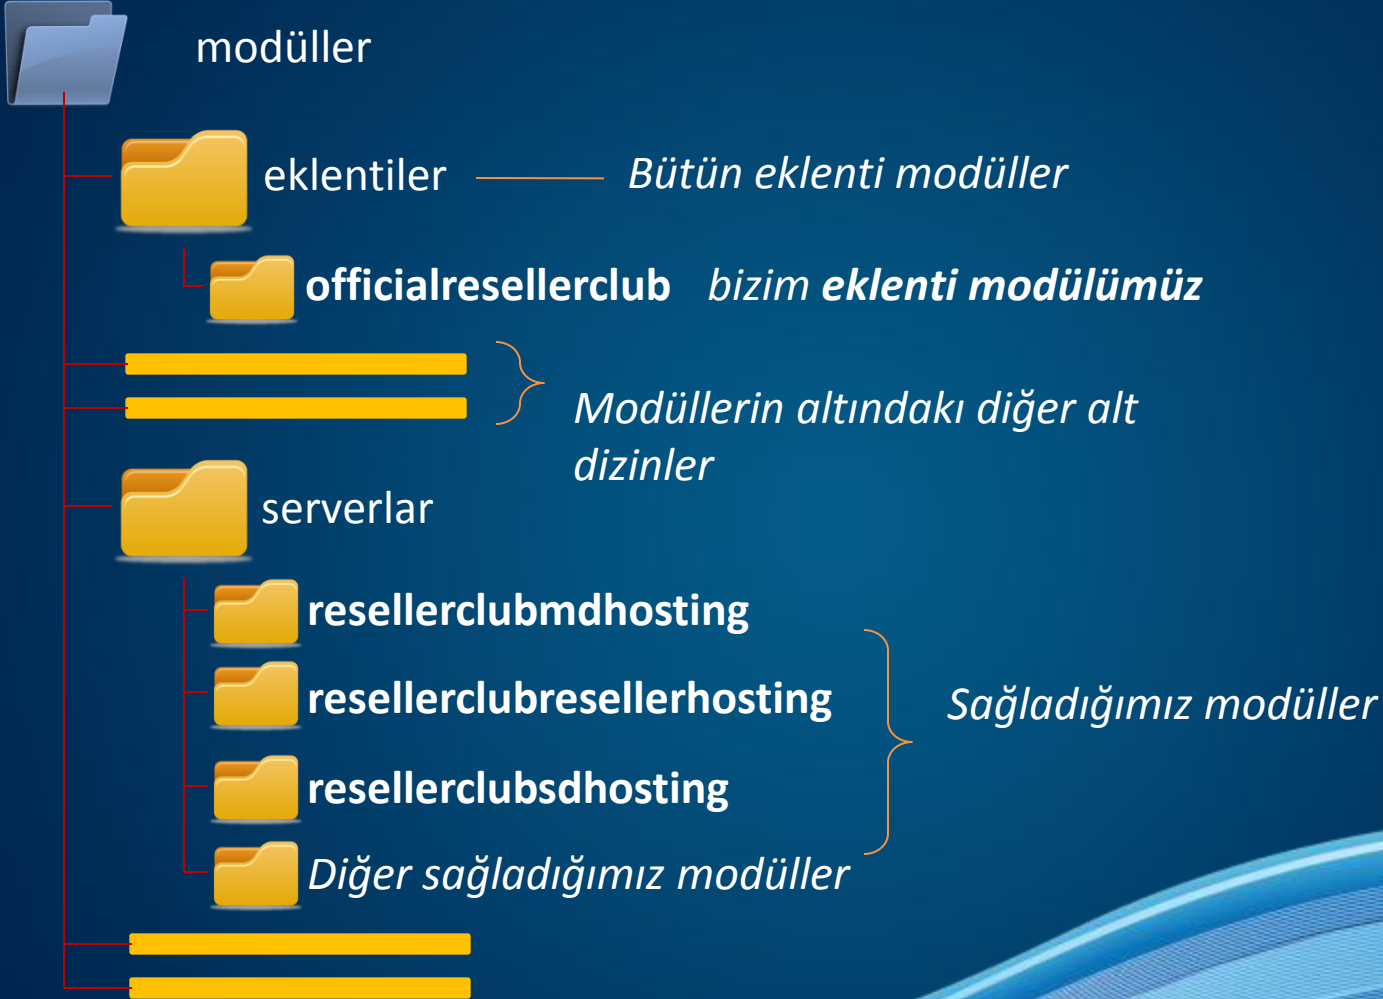 modüller
eklentiler
Bütün eklenti modüller
officialresellerclub
bizim eklenti modülümüz
Modüllerin altındakı diğer alt
dizinler
serverlar
resellerclubmdhosting
resellerclubresellerhosting
Sağladığımız modüller
resellerclubsdhosting
Diğer sağladığımız modüller